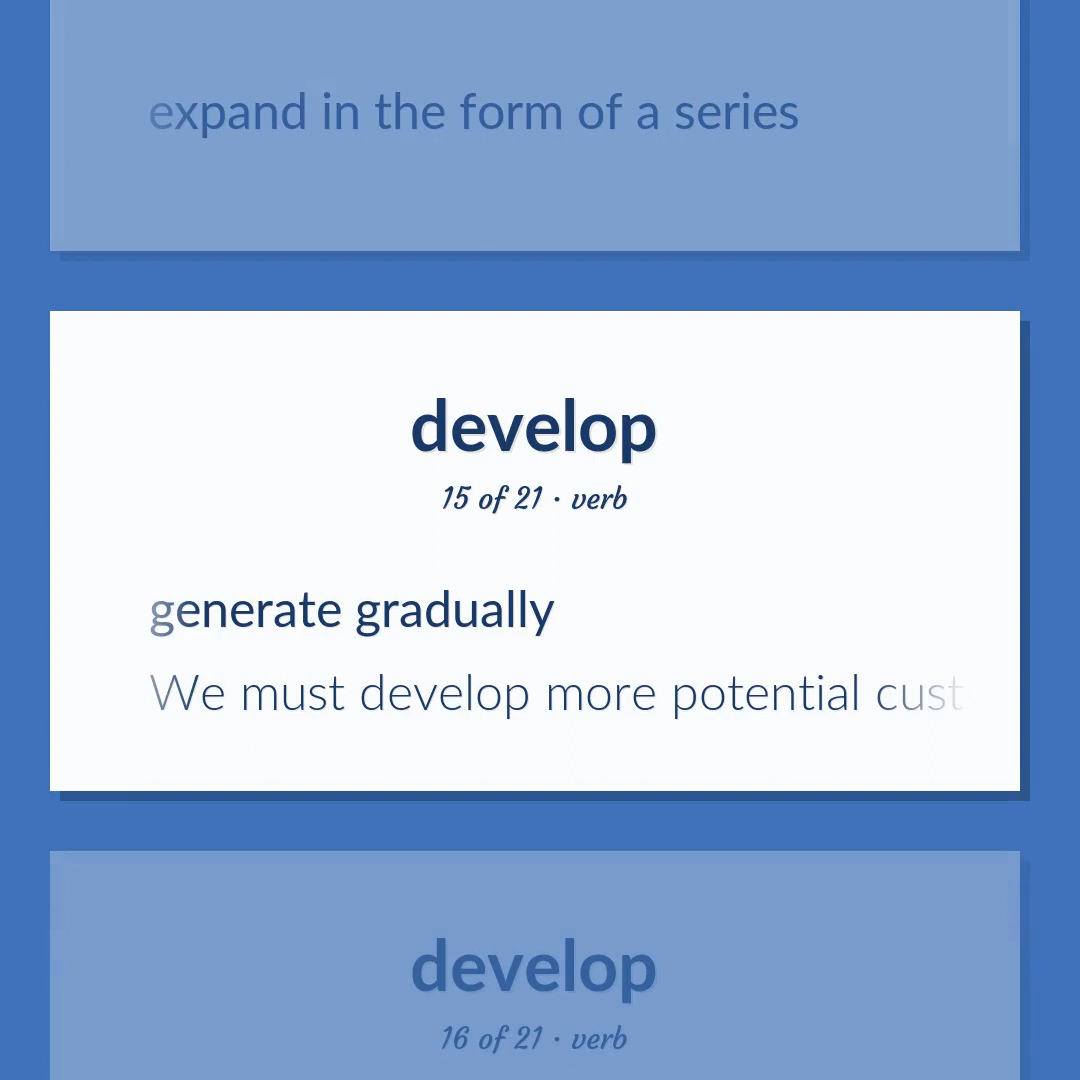 expand in the form of a series
develop
15 of 21 · verb
generate gradually
We must develop more potential cust
develop
16 of 21 · verb